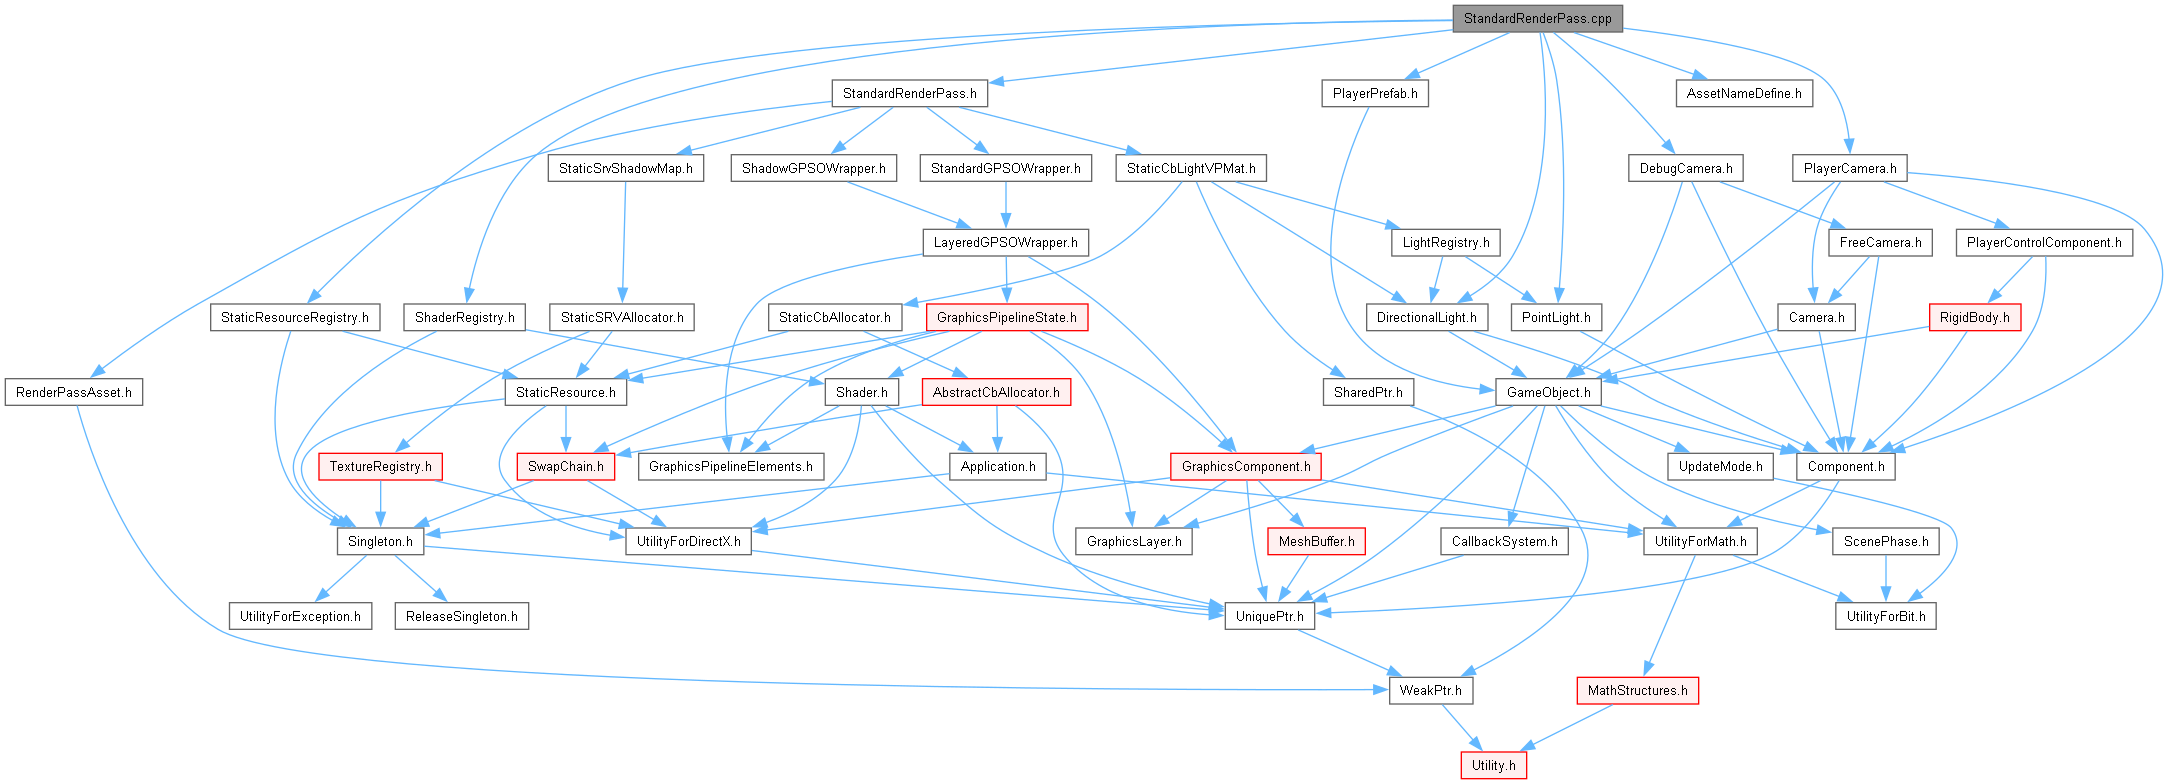 StandardRenderPass.cpp
StandardRenderPass.h
PlayerPrefab.h
AssetNameDefine.h
StaticSrvShadowMap.h
ShadowGPSOWrapper.h
StandardGPSOWrapper.h
StaticCbLightVPMat.h
DebugCamera.h
PlayerCamera.h
LayeredGPSOWrapper.h
LightRegistry.h
FreeCamera.h
PlayerControlComponent.h
StaticResourceRegistry.h
ShaderRegistry.h
StaticSRVAllocator.h
StaticCbAllocator.h
GraphicsPipelineState.h
DirectionalLight.h
PointLight.h
Camera.h
RigidBody.h
RenderPassAsset.h
StaticResource.h
Shader.h
AbstractCbAllocator.h
SharedPtr.h
GameObject.h
TextureRegistry.h
SwapChain.h
GraphicsPipelineElements.h
Application.h
GraphicsComponent.h
UpdateMode.h
Component.h
Singleton.h
UtilityForDirectX.h
GraphicsLayer.h
MeshBuffer.h
CallbackSystem.h
UtilityForMath.h
ScenePhase.h
UtilityForException.h
ReleaseSingleton.h
UniquePtr.h
UtilityForBit.h
WeakPtr.h
MathStructures.h
Utility.h